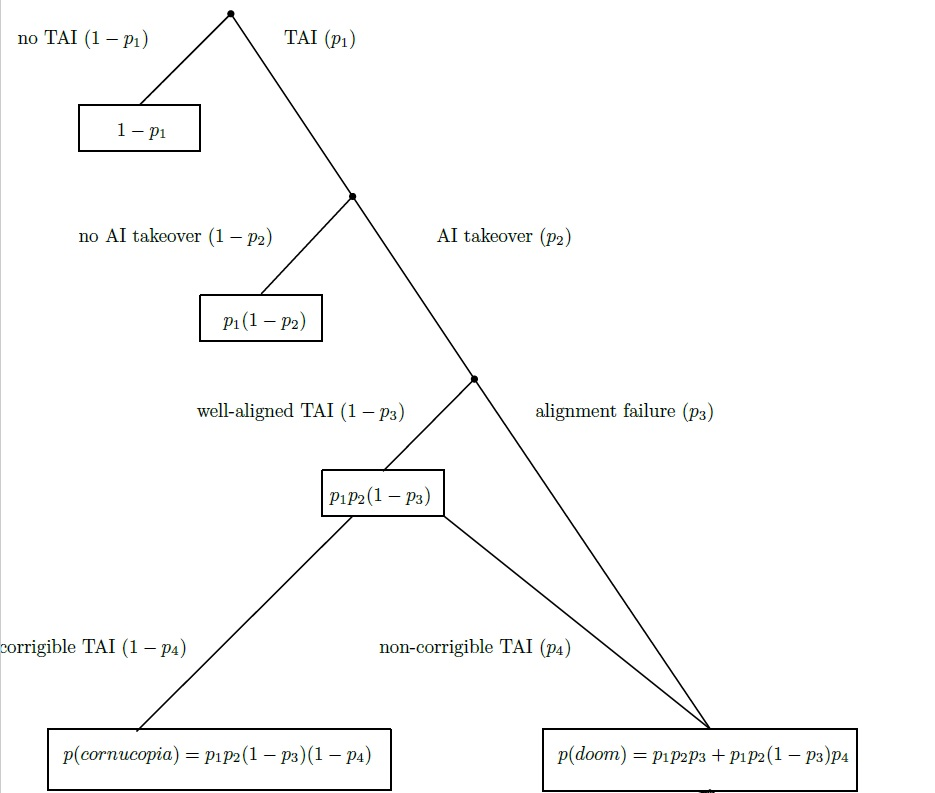 no TAI (1 − p₁)
TAI (p₁)
1 − p₁
no AI takeover (1 − p₂)
AI takeover (p₂)
p₁(1 − p₂)
well-aligned TAI (1 − p₃)
alignment failure (p₃)
p₁p₂(1 − p₃)
corrigible TAI (1 − p₄)
non-corrigible TAI (p₄)
p(cornucopia) = p₁p₂(1 − p₃)(1 − p₄)
p(doom) = p₁p₂p₃ + p₁p₂(1 − p₃)p₄